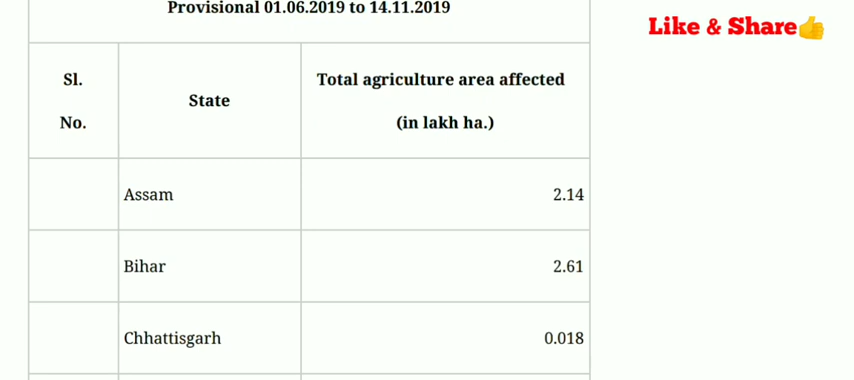 Provisional 01.06.2019 to 14.11.2019
Like & Share👍
Sl.
No.
State
Total agriculture area affected
(in lakh ha.)
Assam 2.14
Bihar 2.61
Chhattisgarh 0.018